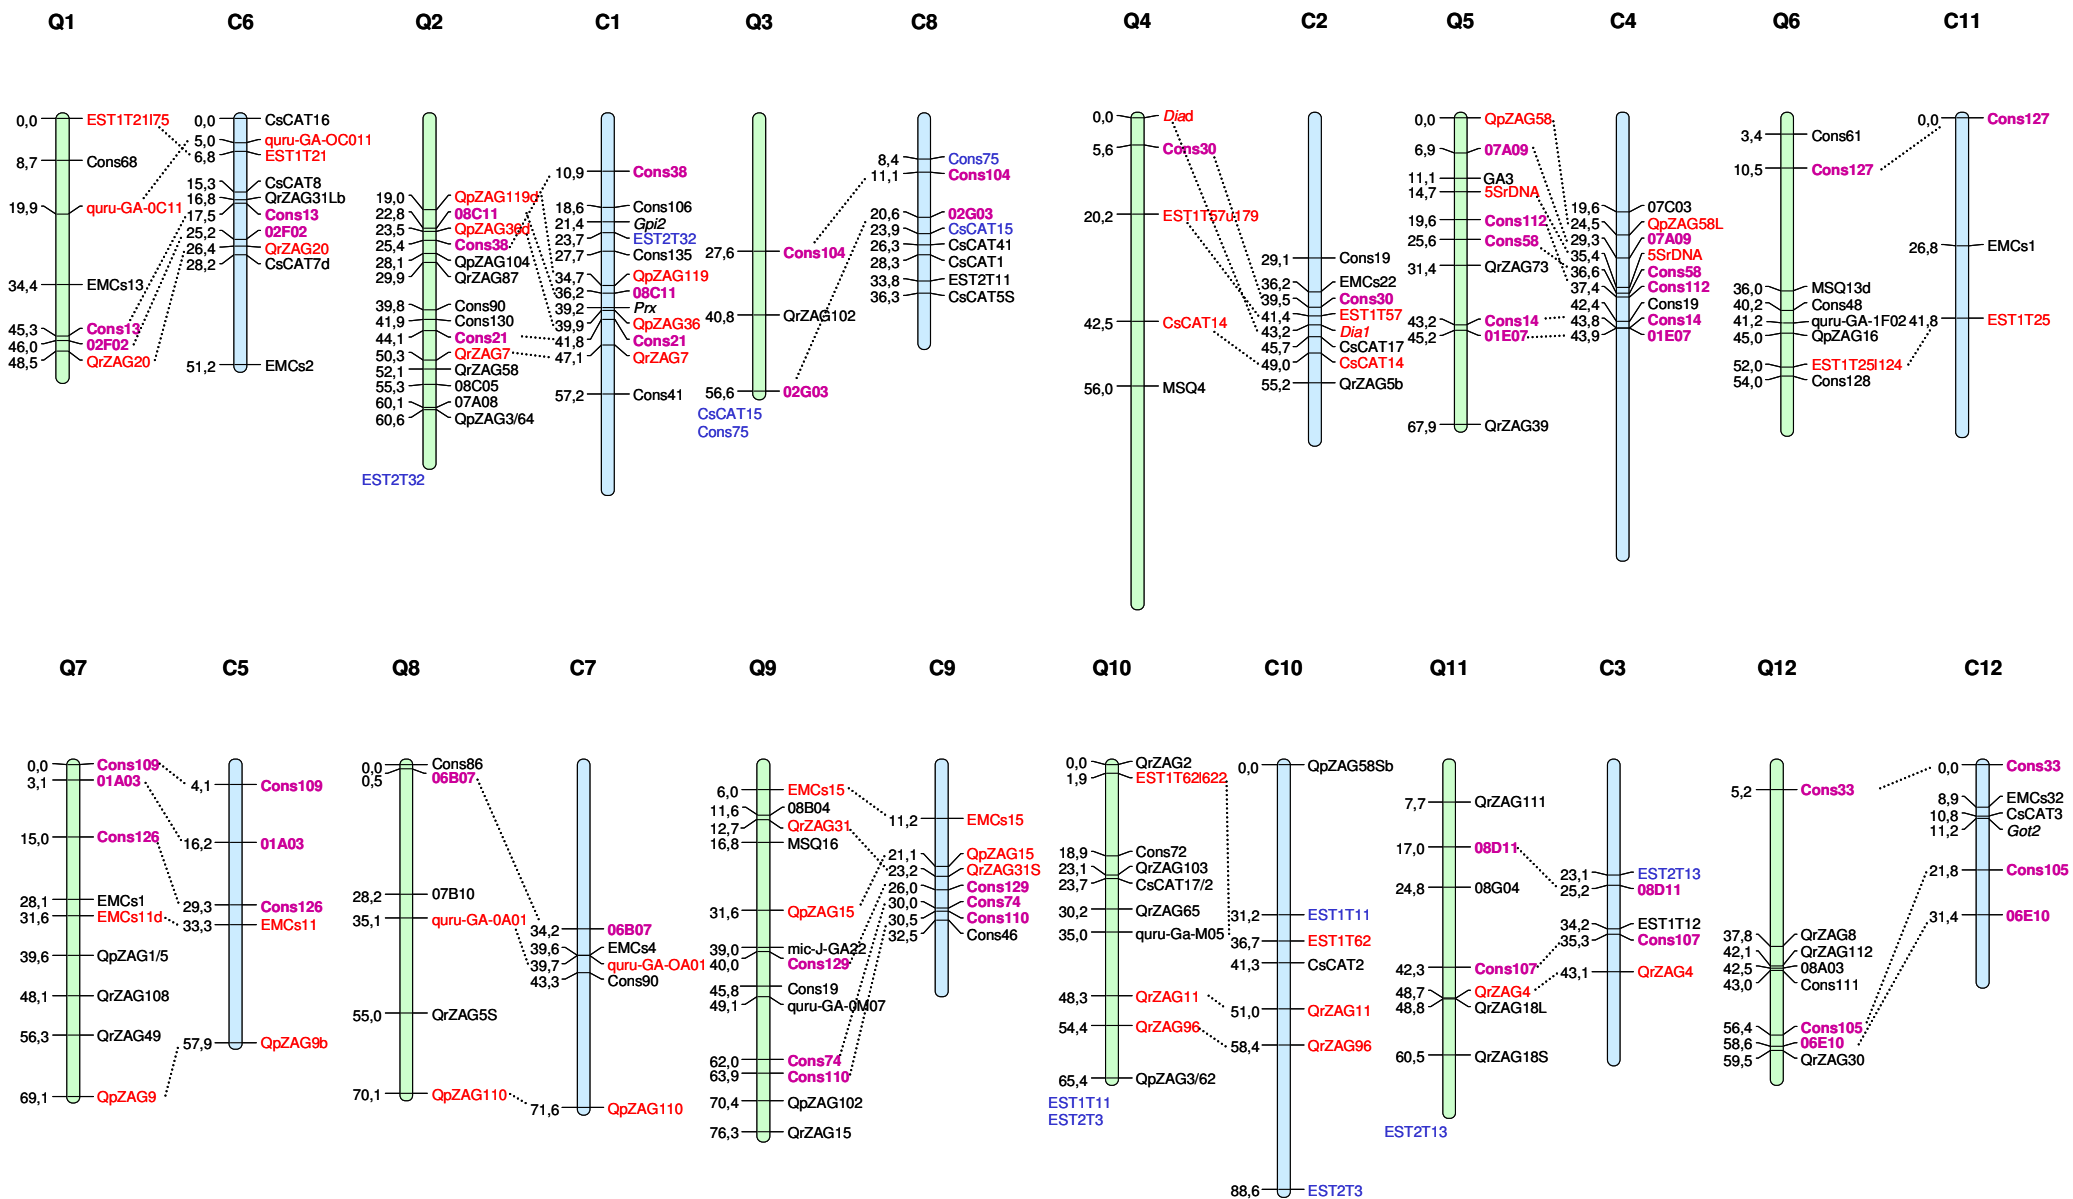 Q1 C6 Q2 C1 Q3 C8 Q4 C2 Q5 C4 Q6 C11
0,0 EST1T21l75
8,7 Cons68
19,9 quru-GA-0C11
34,4 EMCs13
45,3 Cons13
46,0 02F02
48,5 QrZAG20
0,0 CsCAT16
5,0 quru-GA-OC011
6,8 EST1T21
15,3 CsCAT8
16,8 QrZAG31Lb
17,5 Cons13
25,2 02F02
26,4 QrZAG20
28,2 CsCAT7d
51,2 EMCs2
19,0 QpZAG119d
22,8 08C11
23,5 QpZAG36d
25,4 Cons38
28,1 QpZAG104
29,9 QrZAG87
39,8 Cons90
41,9 Cons130
44,1 Cons21
50,3 QrZAG7
52,1 QrZAG58
55,3 08C05
60,1 07A08
60,6 QpZAG3/64
EST2T32
10,9 Cons38
18,6 Cons106
21,4 Gpi2
23,7 EST2T32
27,7 Cons135
34,7 QpZAG119
36,2 08C11
39,2 Prx
39,9 QpZAG36
41,8 Cons21
47,1 QrZAG7
57,2 Cons41
27,6 Cons104
40,8 QrZAG102
56,6 02G03
CsCAT15
Cons75
8,4 Cons75
11,1 Cons104
20,6 02G03
23,9 CsCAT15
26,3 CsCAT41
28,3 CsCAT1
33,8 EST2T11
36,3 CsCAT5S
0,0 Diad
5,6 Cons30
20,2 EST1T57u179
42,5 CsCAT14
56,0 MSQ4
29,1 Cons19
36,2 EMCs22
39,5 Cons30
41,4 EST1T57
43,2 Dia1
45,7 CsCAT17
49,0 CsCAT14
55,2 QrZAG5b
0,0 QpZAG58
6,9 07A09
11,1 GA3
14,7 5SrDNA
19,6 Cons112
25,6 Cons58
31,4 QrZAG73
43,2 Cons14
45,2 01E07
67,9 QrZAG39
19,6 07C03
24,5 QpZAG58L
29,3 07A09
35,4 5SrDNA
36,6 Cons58
37,4 Cons112
42,4 Cons19
43,8 Cons14
43,9 01E07
3,4 Cons61
10,5 Cons127
36,0 MSQ13d
40,2 Cons48
41,2 quru-GA-1F02
45,0 QpZAG16
52,0 EST1T25l124
54,0 Cons128
0,0 Cons127
26,8 EMCs1
41,8 EST1T25
Q7 C5 Q8 C7 Q9 C9 Q10 C10 Q11 C3 Q12 C12
0,0 Cons109
3,1 01A03
15,0 Cons126
28,1 EMCs1
31,6 EMCs11d
39,6 QpZAG1/5
48,1 QrZAG108
56,3 QrZAG49
69,1 QpZAG9
4,1 Cons109
16,2 01A03
29,3 Cons126
33,3 EMCs11
57,9 QpZAG9b
0,0 Cons86
0,5 06B07
28,2 07B10
35,1 quru-GA-0A01
55,0 QrZAG5S
70,1 QpZAG110
34,2 06B07
39,6 EMCs4
39,7 quru-GA-OA01
43,3 Cons90
71,6 QpZAG110
6,0 EMCs15
11,6 08B04
12,7 QrZAG31
16,8 MSQ16
31,6 QpZAG15
39,0 mic-J-GA22
40,0 Cons129
45,8 Cons19
49,1 quru-GA-0M07
62,0 Cons74
63,9 Cons110
70,4 QpZAG102
76,3 QrZAG15
11,2 EMCs15
21,1 QpZAG15
23,2 QrZAG31S
26,0 Cons129
30,0 Cons74
30,5 Cons110
32,5 Cons46
0,0 QrZAG2
1,9 EST1T62l622
18,9 Cons72
23,1 QrZAG103
23,7 CsCAT17/2
30,2 QrZAG65
35,0 quru-Ga-M05
48,3 QrZAG11
54,4 QrZAG96
65,4 QpZAG3/62
EST1T11
EST2T3
0,0 QpZAG58Sb
31,2 EST1T11
36,7 EST1T62
41,3 CsCAT2
51,0 QrZAG11
58,4 QrZAG96
88,6 EST2T3
7,7 QrZAG111
17,0 08D11
24,8 08G04
42,3 Cons107
48,7 QrZAG4
48,8 QrZAG18L
60,5 QrZAG18S
EST2T13
23,1 EST2T13
25,2 08D11
34,2 EST1T12
35,3 Cons107
43,1 QrZAG4
5,2 Cons33
37,8 QrZAG8
42,1 QrZAG112
42,5 08A03
43,0 Cons111
56,4 Cons105
58,6 06E10
59,5 QrZAG30
0,0 Cons33
8,9 EMCs32
10,8 CsCAT3
11,2 Got2
21,8 Cons105
31,4 06E10